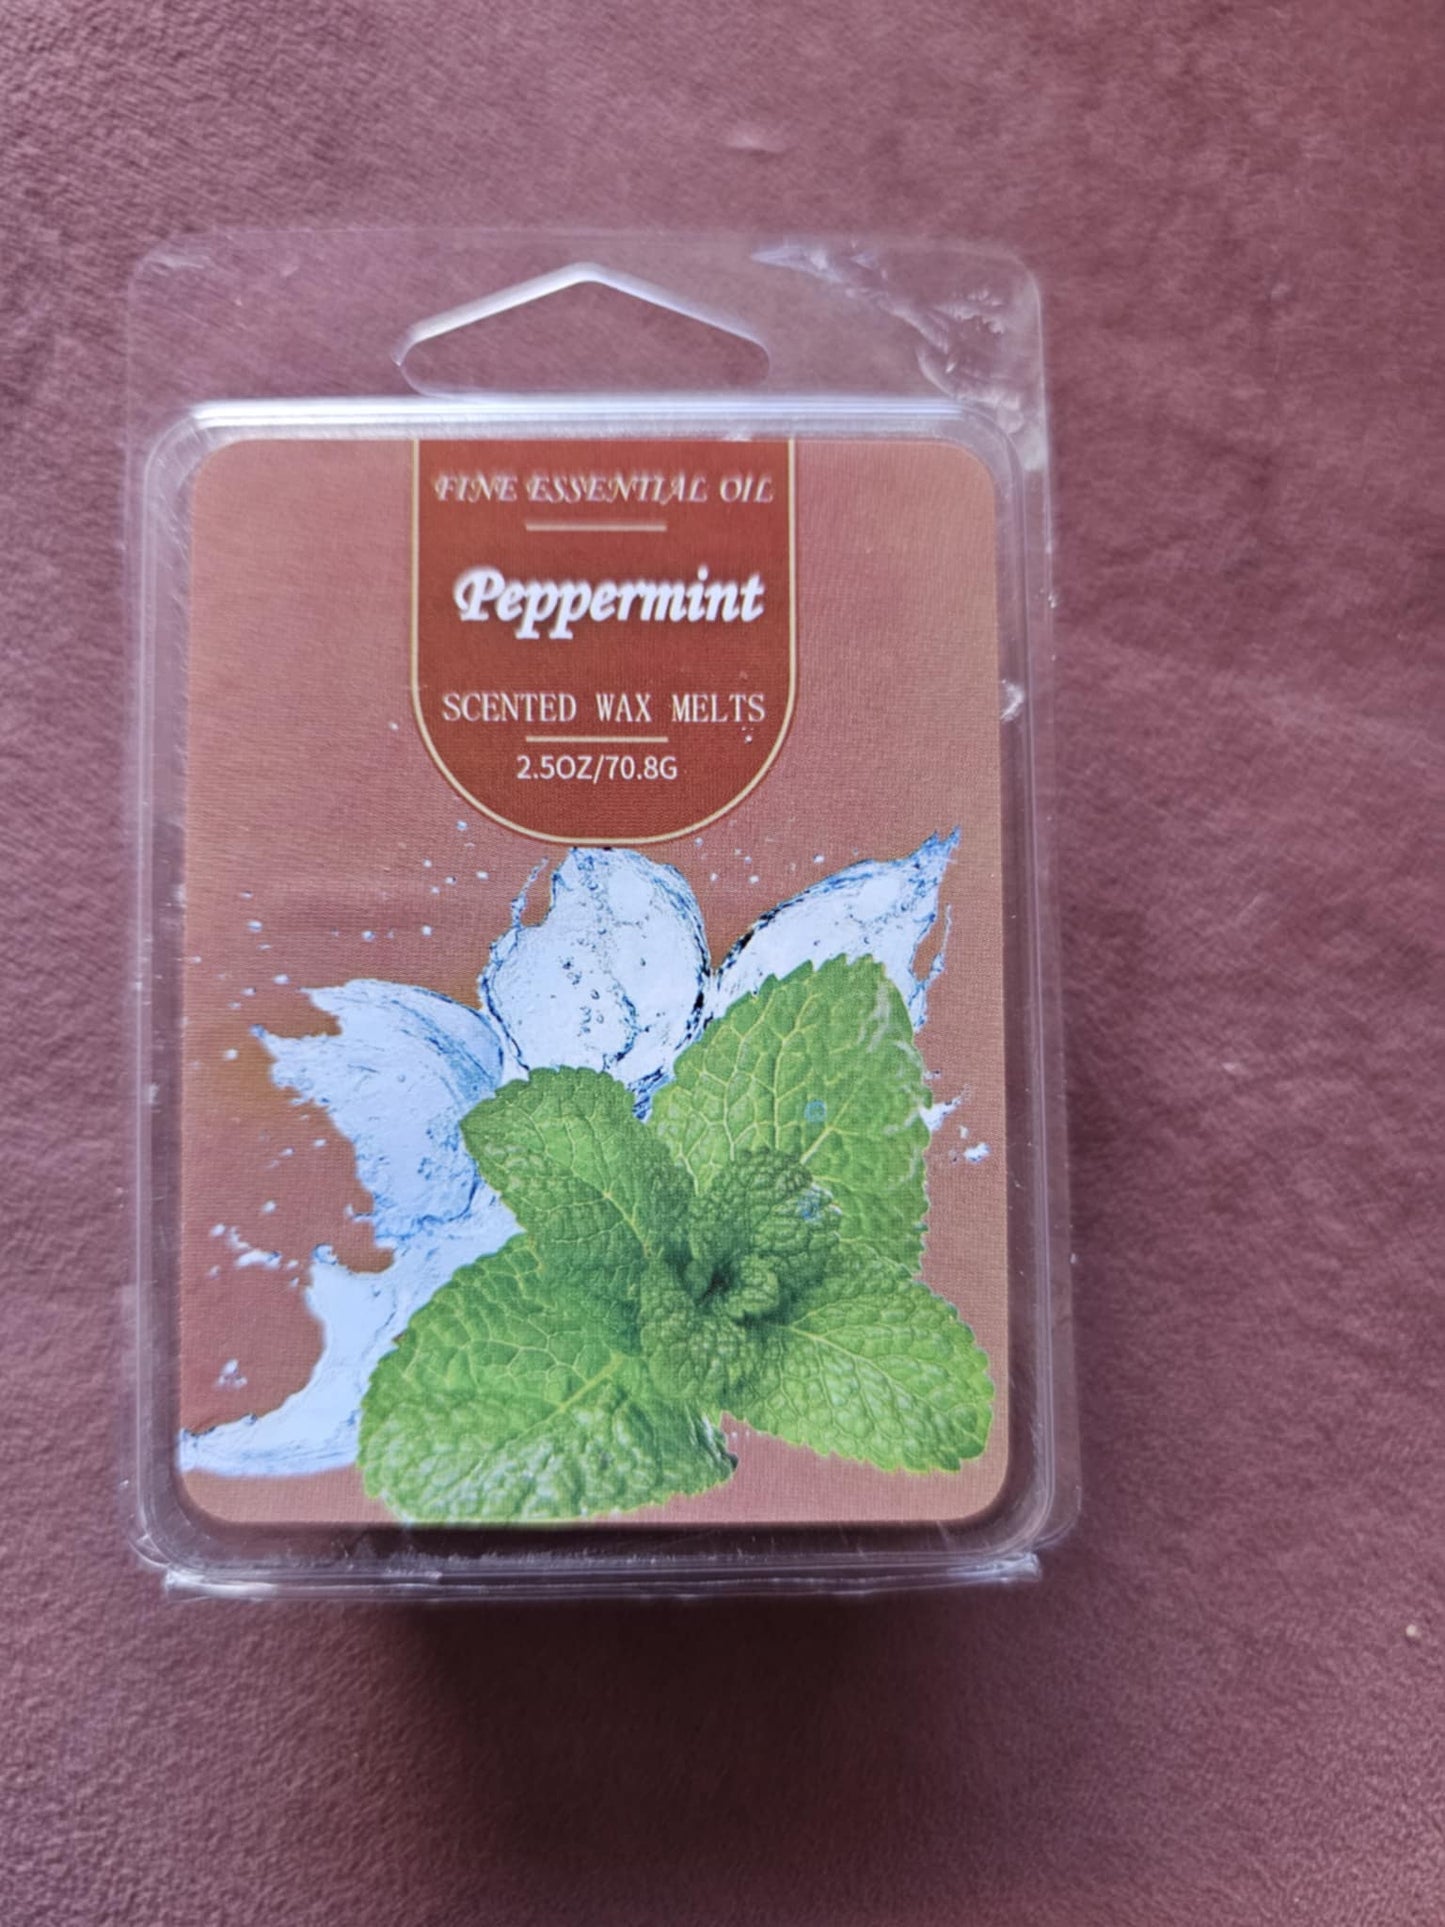 FINE ESSENTIAL OIL
Peppermint
SCENTED WAX MELTS
2.5OZ/70.8G